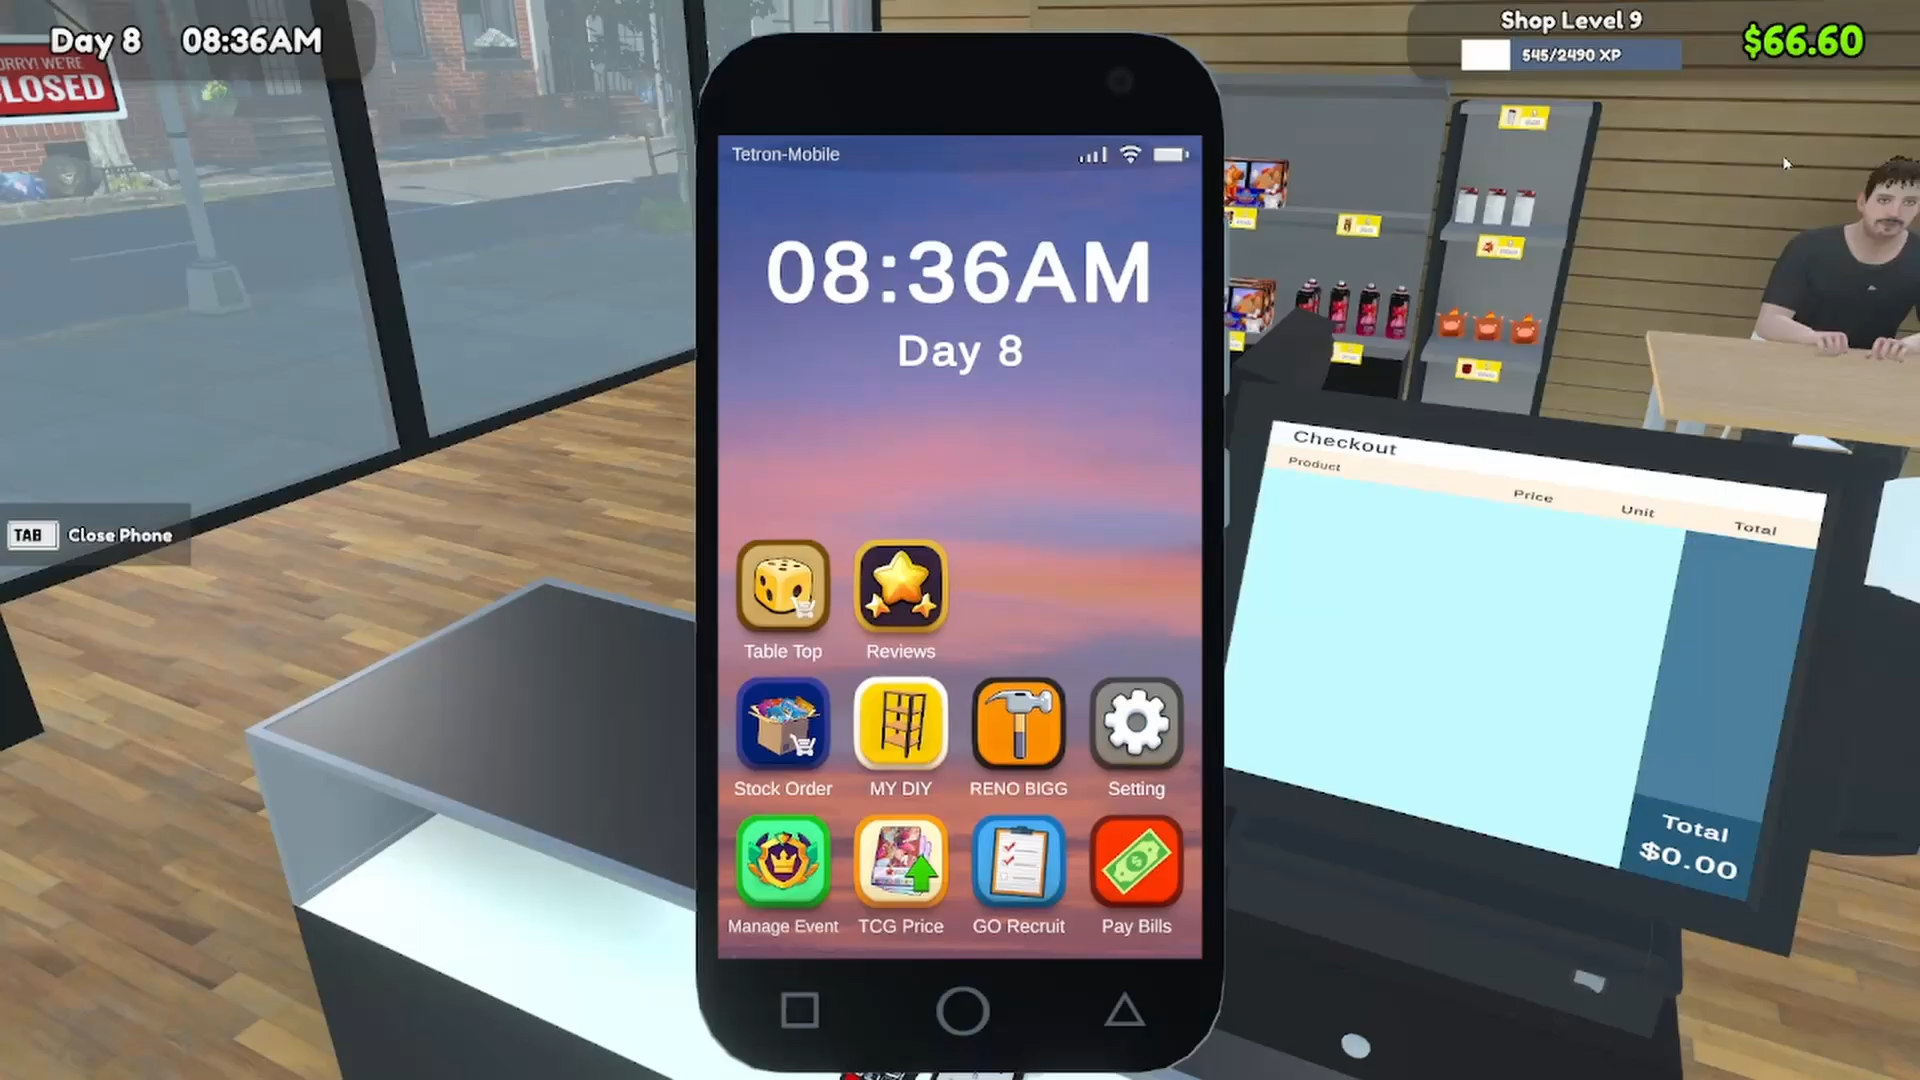 Day 8 08:36AM
ORRY! WE'RE
LOSED
Shop Level 9
545/2490 XP
$66.60
Tetron-Mobile
08:36AM
Day 8
TAB Close Phone
Table Top Reviews
Stock Order MY DIY RENO BIGG Setting
Manage Event TCG Price GO Recruit Pay Bills
Checkout
Product Price Unit Total
Total
$0.00